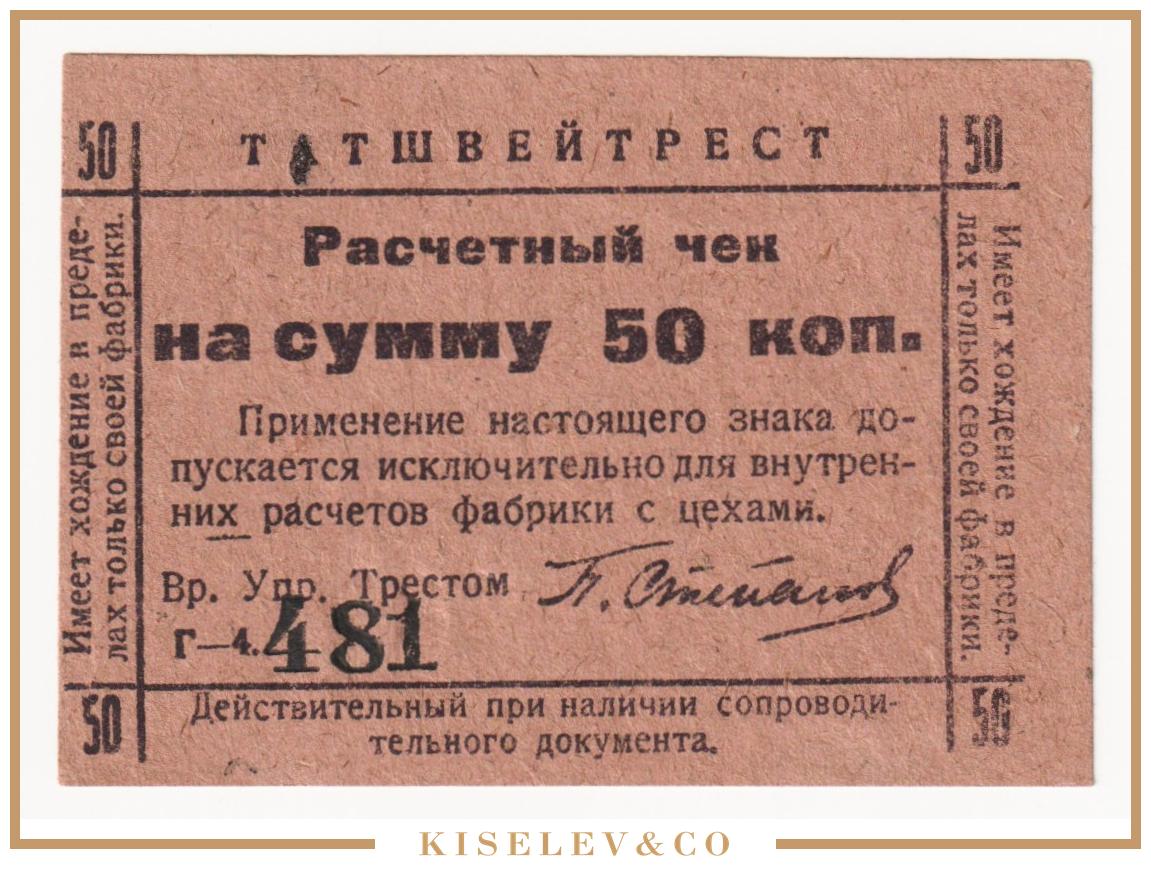 50
ТАТШВЕЙТРЕСТ
50
Имеет хождение в преде-
лах только своей фабрики.
Расчетный чек
на сумму 50 коп.
Применение настоящего знака до-
пускается исключительно для внутрен-
них расчетов фабрики с цехами.
Вр. Упр. Трестом П. Степанов
Г—4. 481
Имеет хождение в преде-
лах только своей фабрики.
50
Действительный при наличии сопроводи-
тельного документа.
50
KISELEV&CO